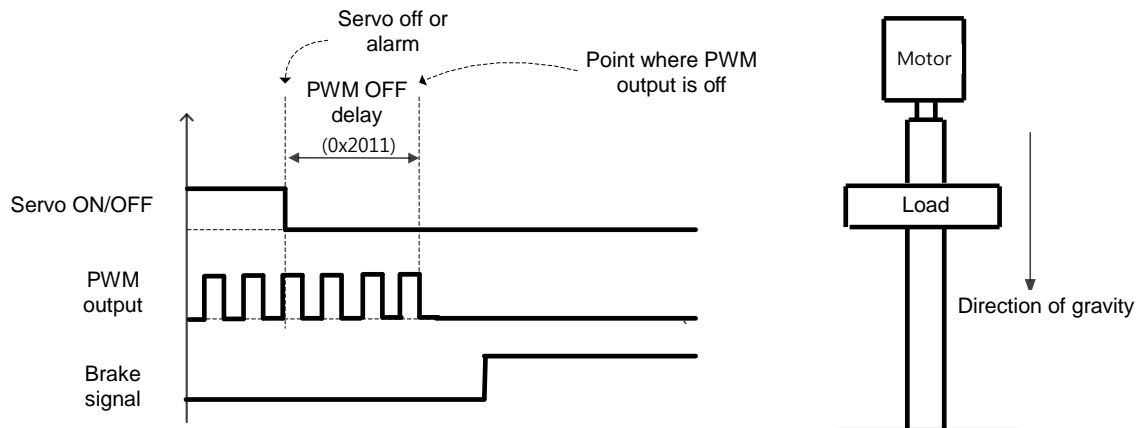 Servo off or
alarm
Point where PWM
output is off
PWM OFF
delay
(0x2011)
Servo ON/OFF
PWM
output
Brake
signal
Motor
Load
Direction of gravity